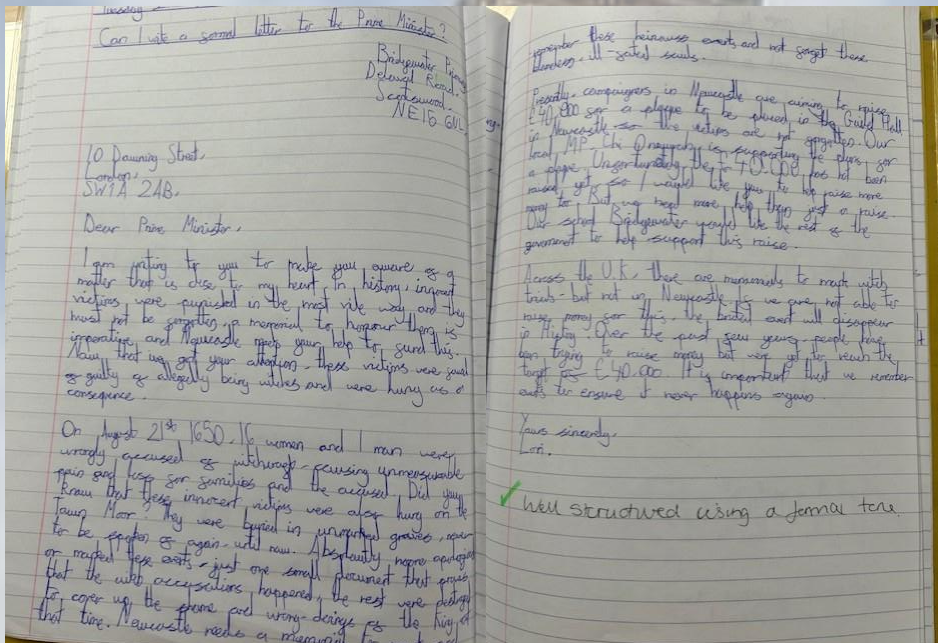 Tuesday
Can I write a formal letter to the Prime Minister?
Bridgewater Primary
Delaval Road,
Scotswood,
NE15 6NL
10 Downing Street,
London,
SW1A 2AB.
Dear Prime Minister,
I am writing to you to make you aware of a
matter that is close to my heart. In history, innocent
victims were punished in the most vile way and they
must not be forgotten, a memorial to honour them is
imperative and Newcastle needs your help to fund this.
Now that we got your attention, these victims were found
of guilty of allegedly being witches and were hung as a
consequence.
On August 21st 1650, 16 women and 1 man were
wrongly accused of witchcraft - causing unmeasurable
pain and loss for families and the accused. Did you
know that these innocent victims were also hung on the
Town Moor? They were buried in unmarked graves, never
to be spoken of again - until now. Absolutely noone apologised
or marked these events - just one small document that proves
that the accusations happened, the rest were destroyed
to cover up the shame and wrong-doings of the King of
that time. Newcastle needs a memorial to
remember these heinouss events and not forget these
blameless, ill-fated souls.
Presently, campaigners in Newcastle are aiming to raise
£40,000 for a plaque to be placed in the Guild Hall
in Newcastle - so the victims are not forgotten. Our
local MP, Chi Onwurah is supporting the plans for
a plaque. Unfortunately, the £40.000 has not been
raised yet so I would like you to help raise more
money to. But we need more help than just a raise.
Our school Bridgewater would like the rest of the
goverment to help support this raise.
Across the U.K, there are mymorials to mark witch
trials - but not in Newcastle. If we are not able to
raise money for this, the brutal event will disappear
in History. Over the past few years people have
been trying to raise money but very yet to reach the
target of £40.000. It is important that we remember
events to ensure it never happens again.
Yours sincerely,
Lori.
Well structured using a formal tone.